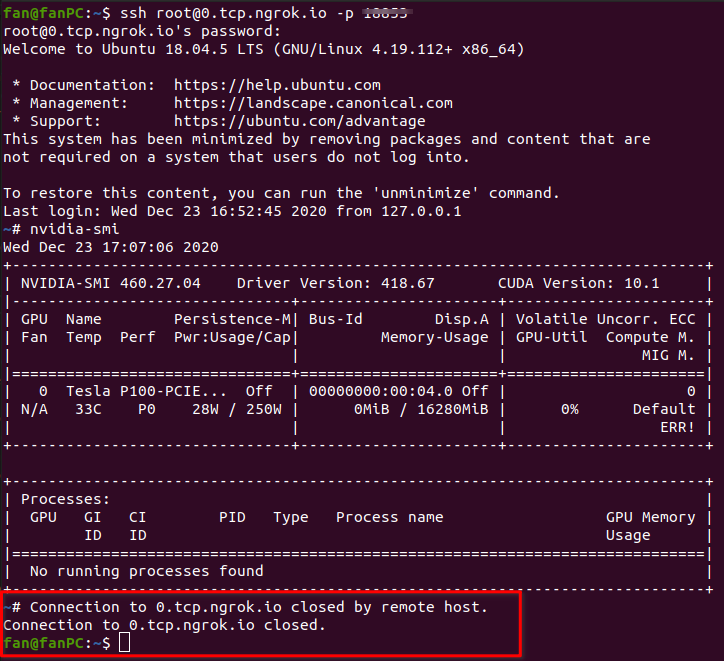 fan@fanPC:~$ ssh root@0.tcp.ngrok.io -p
root@0.tcp.ngrok.io's password:
Welcome to Ubuntu 18.04.5 LTS (GNU/Linux 4.19.112+ x86_64)

 * Documentation:  https://help.ubuntu.com
 * Management:     https://landscape.canonical.com
 * Support:        https://ubuntu.com/advantage
This system has been minimized by removing packages and content that are
not required on a system that users do not log into.

To restore this content, you can run the 'unminimize' command.
Last login: Wed Dec 23 16:52:45 2020 from 127.0.0.1
~# nvidia-smi
Wed Dec 23 17:07:06 2020
+-----------------------------------------------------------------------------+
| NVIDIA-SMI 460.27.04    Driver Version: 418.67       CUDA Version: 10.1     |
|-------------------------------+----------------------+----------------------+
| GPU  Name        Persistence-M| Bus-Id        Disp.A | Volatile Uncorr. ECC |
| Fan  Temp  Perf  Pwr:Usage/Cap|         Memory-Usage | GPU-Util  Compute M. |
|                               |                      |               MIG M. |
|===============================+======================+======================|
|   0  Tesla P100-PCIE...  Off  | 00000000:00:04.0 Off |                    0 |
| N/A   33C    P0    28W / 250W |      0MiB / 16280MiB |      0%      Default |
|                               |                      |                 ERR! |
+-------------------------------+----------------------+----------------------+

+-----------------------------------------------------------------------------+
| Processes:                                                                  |
|  GPU   GI   CI        PID   Type   Process name                  GPU Memory |
|        ID   ID                                                   Usage      |
|=============================================================================|
|  No running processes found                                                 |
+-----------------------------------------------------------------------------+
~# Connection to 0.tcp.ngrok.io closed by remote host.
Connection to 0.tcp.ngrok.io closed.
fan@fanPC:~$